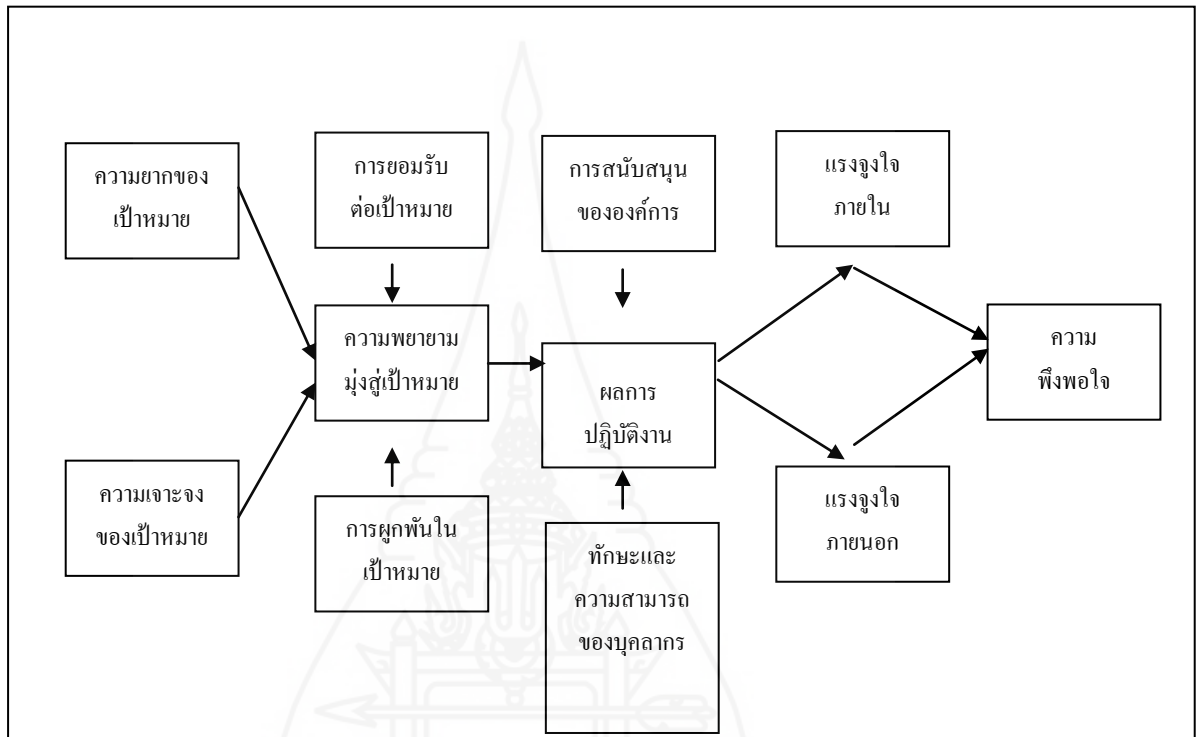 ความยากของ
เป้าหมาย
ความเจาะจง
ของเป้าหมาย
การยอมรับ
ต่อเป้าหมาย
ความพยายาม
มุ่งสู่เป้าหมาย
การผูกพันใน
เป้าหมาย
การสนับสนุน
ขององค์การ
ผลการ
ปฏิบัติงาน
ทักษะและ
ความสามารถ
ของบุคลากร
แรงจูงใจ
ภายใน
แรงจูงใจ
ภายนอก
ความ
พึงพอใจ